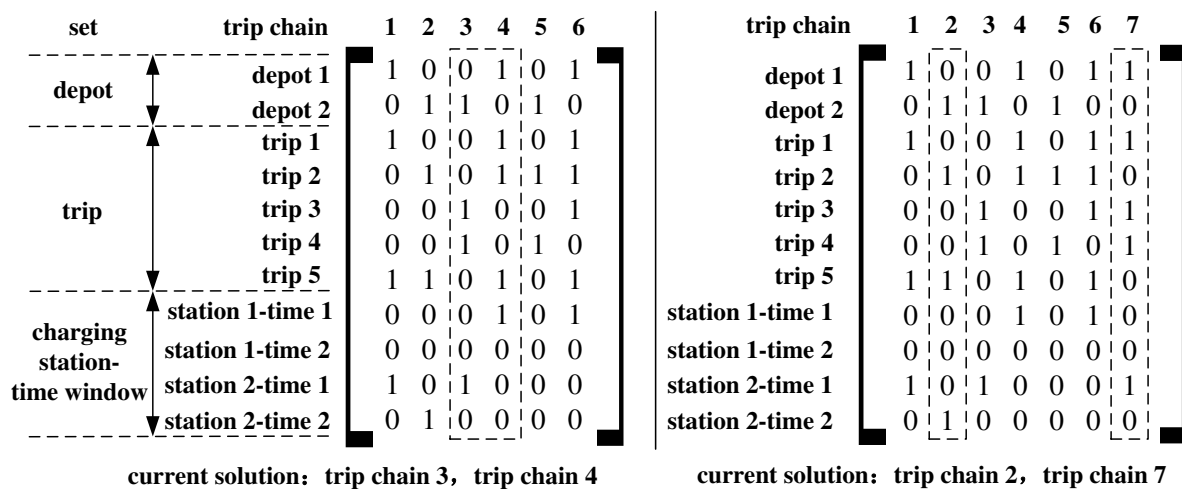 set trip chain 1 2 3 4 5 6
depot
depot 1 1 0 0 1 0 1
depot 2 0 1 1 0 1 0
trip 1 1 0 0 1 0 1
trip 2 0 1 0 1 1 1
trip
trip 3 0 0 1 0 0 1
trip 4 0 0 1 0 1 0
trip 5 1 1 0 1 0 1
charging
station-
time window
station 1-time 1 0 0 0 1 0 1
station 1-time 2 0 0 0 0 0 0
station 2-time 1 1 0 1 0 0 0
station 2-time 2 0 1 0 0 0 0
current solution: trip chain 3, trip chain 4
trip chain 1 2 3 4 5 6 7
depot 1 1 0 0 1 0 1 1
depot 2 0 1 1 0 1 0 0
trip 1 1 0 0 1 0 1 1
trip 2 0 1 0 1 1 1 0
trip 3 0 0 1 0 0 1 1
trip 4 0 0 1 0 1 0 1
trip 5 1 1 0 1 0 1 0
station 1-time 1 0 0 0 1 0 1 0
station 1-time 2 0 0 0 0 0 0 0
station 2-time 1 1 0 1 0 0 0 1
station 2-time 2 0 1 0 0 0 0 0
current solution: trip chain 2, trip chain 7